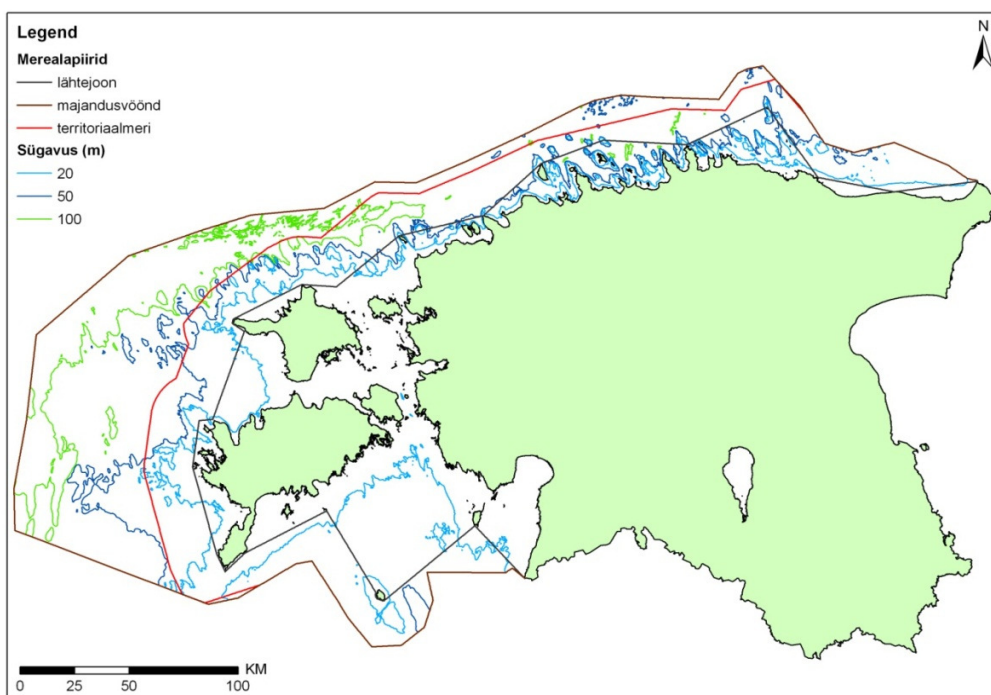 Legend
Merealapiirid
lähtejoon
majandusvöönd
territoriaalmeri
Sügavus (m)
20
50
100
N
KM
0 25 50 100